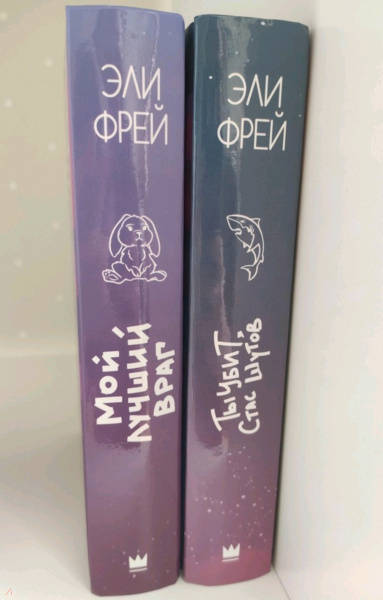 ЭЛИ
ФРЕЙ
МОЙ
ЛУЧШИЙ
ВРАГ
ЭЛИ
ФРЕЙ
ТЫ УБИТ,
СТАС ШУТОВ